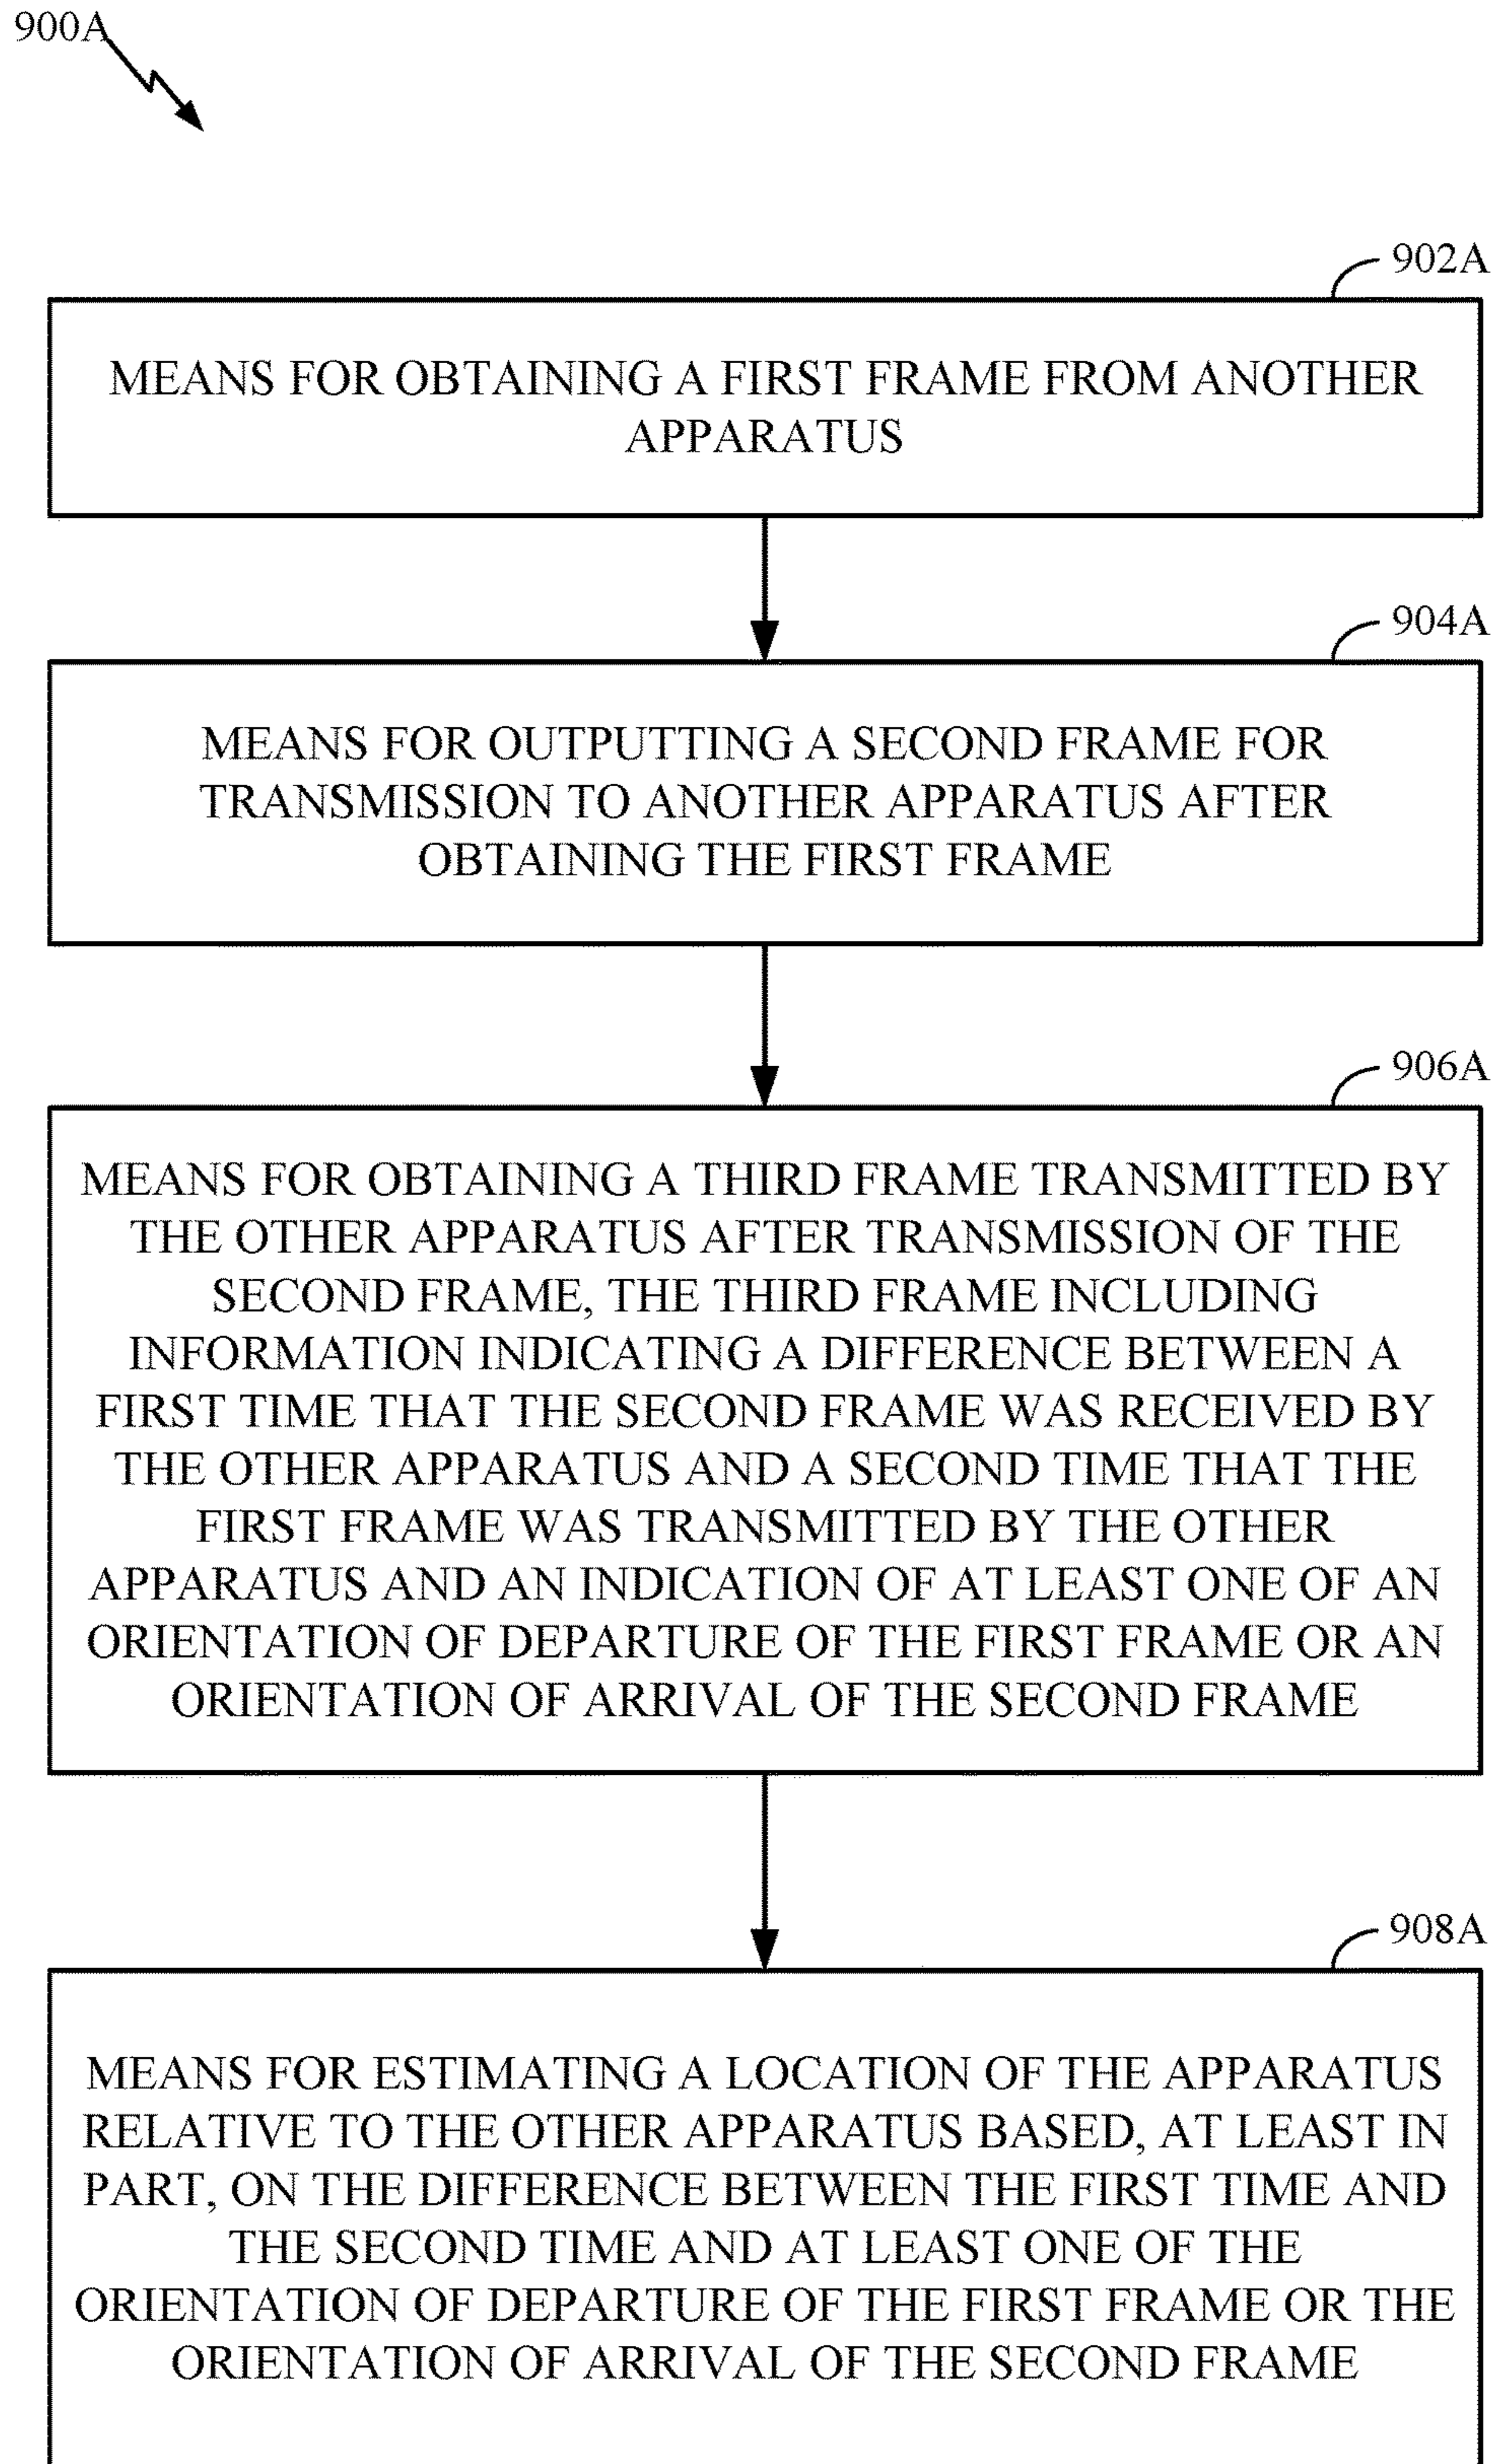 900A
902A
MEANS FOR OBTAINING A FIRST FRAME FROM ANOTHER
APPARATUS
904A
MEANS FOR OUTPUTTING A SECOND FRAME FOR
TRANSMISSION TO ANOTHER APPARATUS AFTER
OBTAINING THE FIRST FRAME
906A
MEANS FOR OBTAINING A THIRD FRAME TRANSMITTED BY
THE OTHER APPARATUS AFTER TRANSMISSION OF THE
SECOND FRAME, THE THIRD FRAME INCLUDING
INFORMATION INDICATING A DIFFERENCE BETWEEN A
FIRST TIME THAT THE SECOND FRAME WAS RECEIVED BY
THE OTHER APPARATUS AND A SECOND TIME THAT THE
FIRST FRAME WAS TRANSMITTED BY THE OTHER
APPARATUS AND AN INDICATION OF AT LEAST ONE OF AN
ORIENTATION OF DEPARTURE OF THE FIRST FRAME OR AN
ORIENTATION OF ARRIVAL OF THE SECOND FRAME
908A
MEANS FOR ESTIMATING A LOCATION OF THE APPARATUS
RELATIVE TO THE OTHER APPARATUS BASED, AT LEAST IN
PART, ON THE DIFFERENCE BETWEEN THE FIRST TIME AND
THE SECOND TIME AND AT LEAST ONE OF THE
ORIENTATION OF DEPARTURE OF THE FIRST FRAME OR THE
ORIENTATION OF ARRIVAL OF THE SECOND FRAME